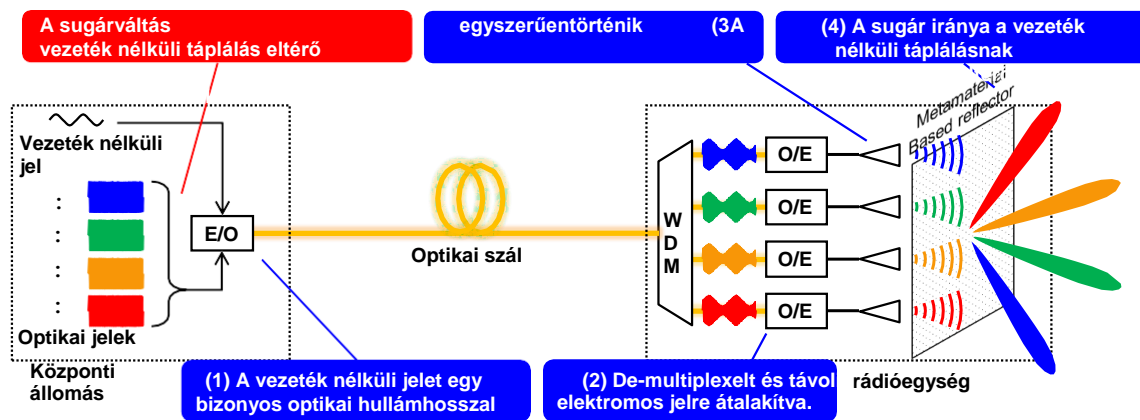 A sugárváltás
vezeték nélküli táplálás eltérő
egyszerűentörténik (3A
(4) A sugár iránya a vezeték
nélküli táplálásnak
Metamaterial
Based reflector
Vezeték nélküli
jel
:
:
:
:
Optikai jelek
E/O
Optikai szál
WDM
O/E
O/E
O/E
O/E
Központi
állomás
(1) A vezeték nélküli jelet egy
bizonyos optikai hullámhosszal
(2) De-multiplexelt és távol
elektromos jelre átalakítva.
rádióegység